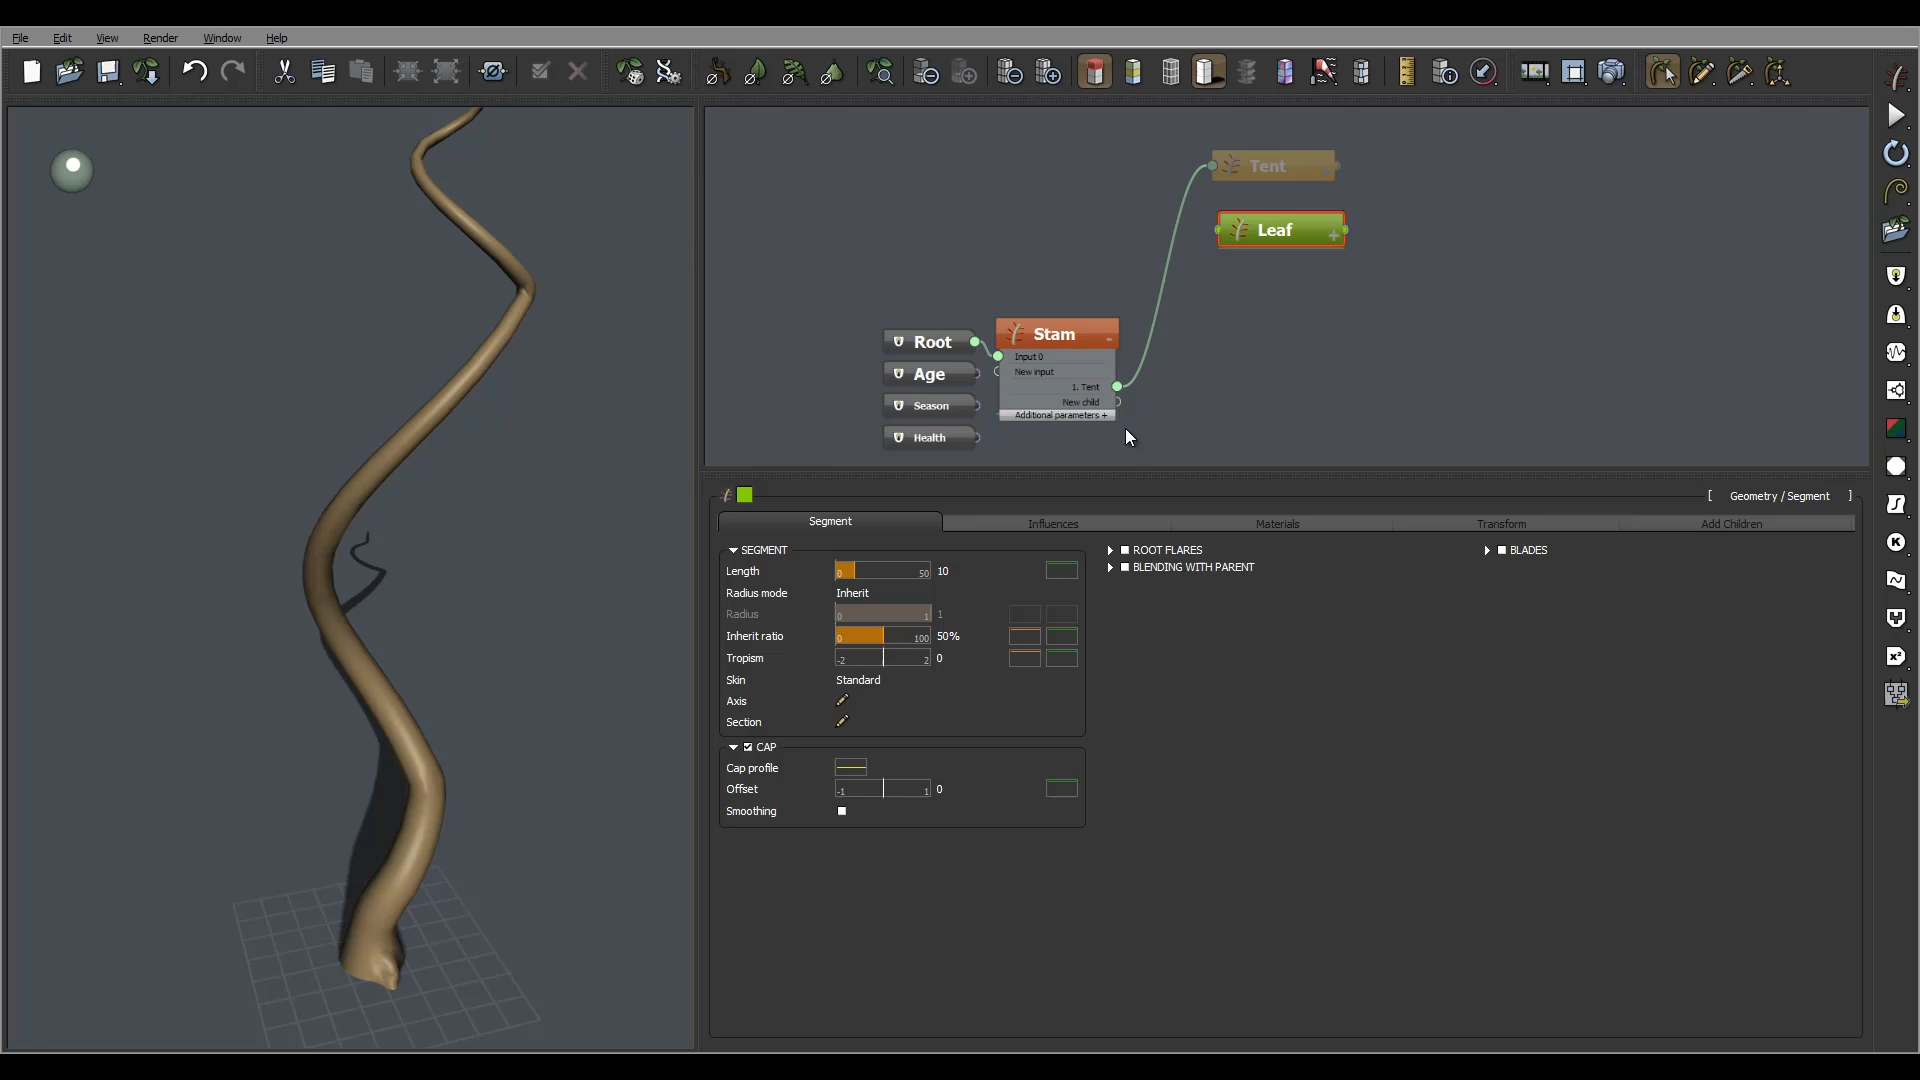 File Edit View Render Window Help
Tent
Leaf
Stam
Root
Input 0
Age
New input
1. Tent
Season
New child
Additional parameters +
Health
[ Geometry / Segment ]
Segment Influences Materials Transform Add Children
SEGMENT
ROOT FLARES
BLADES
Length 0 50 10
BLENDING WITH PARENT
Radius mode Inherit
Radius 0 1 1
Inherit ratio 0 100 50%
Tropism -2 2 0
Skin Standard
Axis
Section
CAP
Cap profile
Offset -1 1 0
Smoothing